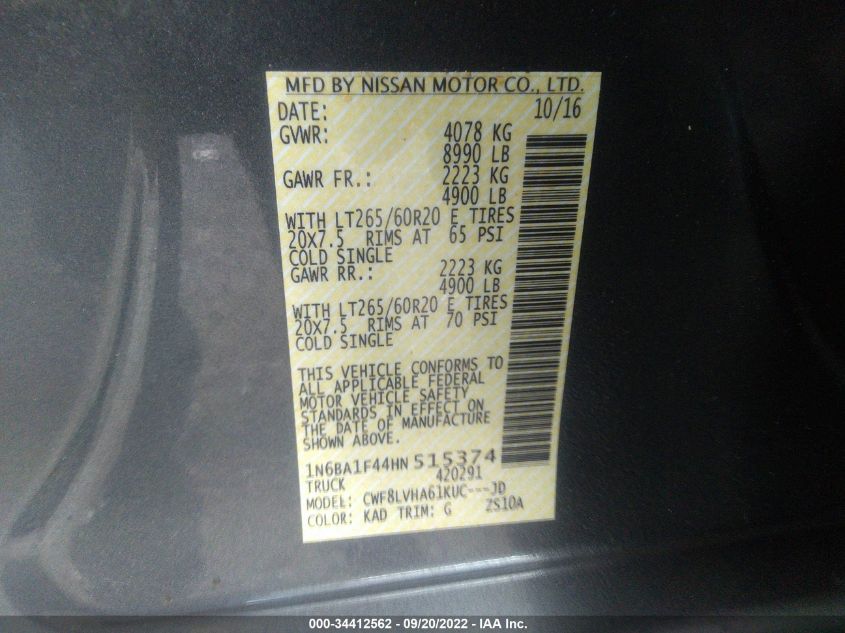 MFD BY NISSAN MOTOR CO., LTD.
DATE: 10/16
GVWR: 4078 KG
8990 LB
GAWR FR.: 2223 KG
4900 LB
WITH LT265/60R20 E TIRES
20X7.5 RIMS AT 65 PSI
COLD SINGLE
GAWR RR.: 2223 KG
4900 LB
WITH LT265/60R20 E TIRES
20X7.5 RIMS AT 70 PSI
COLD SINGLE
THIS VEHICLE CONFORMS TO
ALL APPLICABLE FEDERAL
MOTOR VEHICLE SAFETY
STANDARDS IN EFFECT ON
THE DATE OF MANUFACTURE
SHOWN ABOVE.
1N6BA1F44HN 515374
TRUCK 420291
MODEL: CWF8LVHA61KUC---JD
COLOR: KAD TRIM: G ZS10A
000-34412562 - 09/20/2022 - IAA Inc.